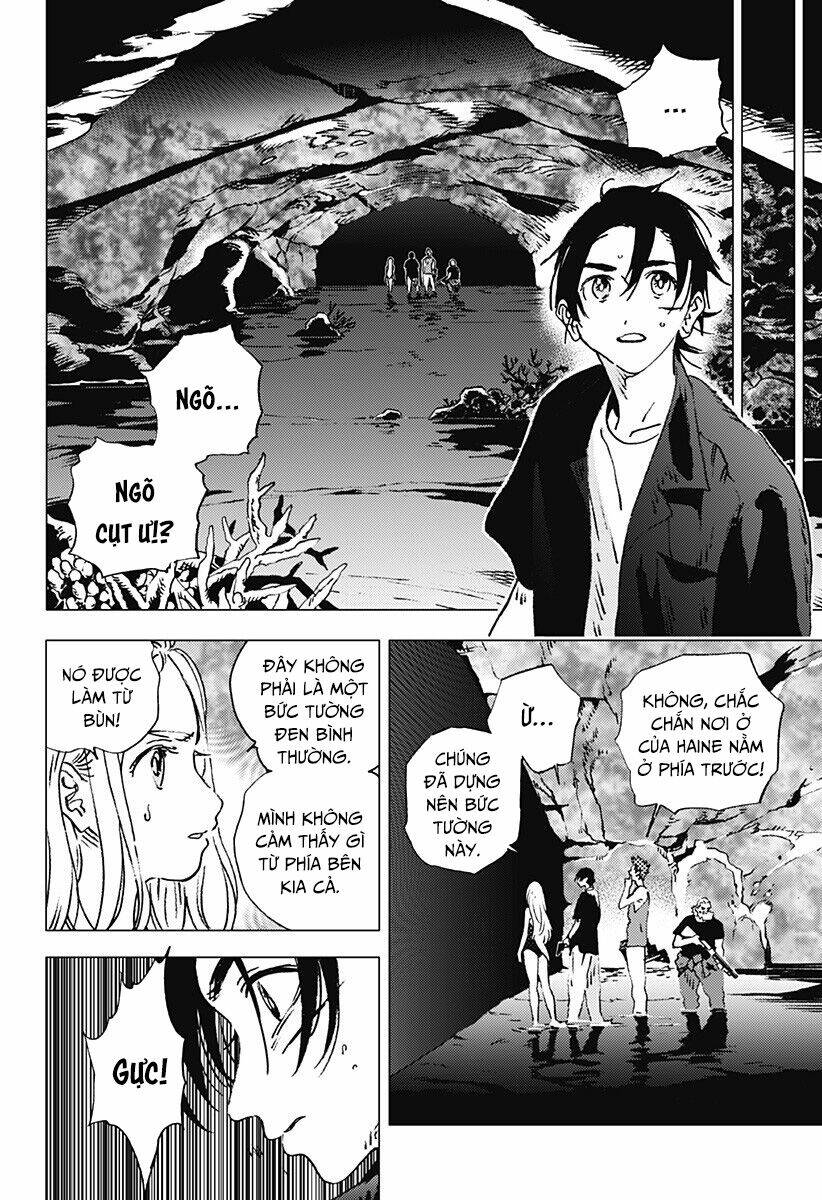 ...
NGÕ...
NGÕ
CỤT Ư!?
KHÔNG, CHẮC
CHẮN NƠI Ở
CỦA HAINE NẰM
Ở PHÍA TRƯỚC!
Ừ...
CHÚNG
ĐÃ DỰNG
NÊN BỨC
TƯỜNG
NÀY.
ĐÂY KHÔNG
PHẢI LÀ MỘT
BỨC TƯỜNG
ĐEN BÌNH
THƯỜNG.
MÌNH KHÔNG
CẢM THẤY GÌ
TỪ PHÍA BÊN
KIA CẢ.
NÓ ĐƯỢC
LÀM TỪ
BÙN!
GỰC!